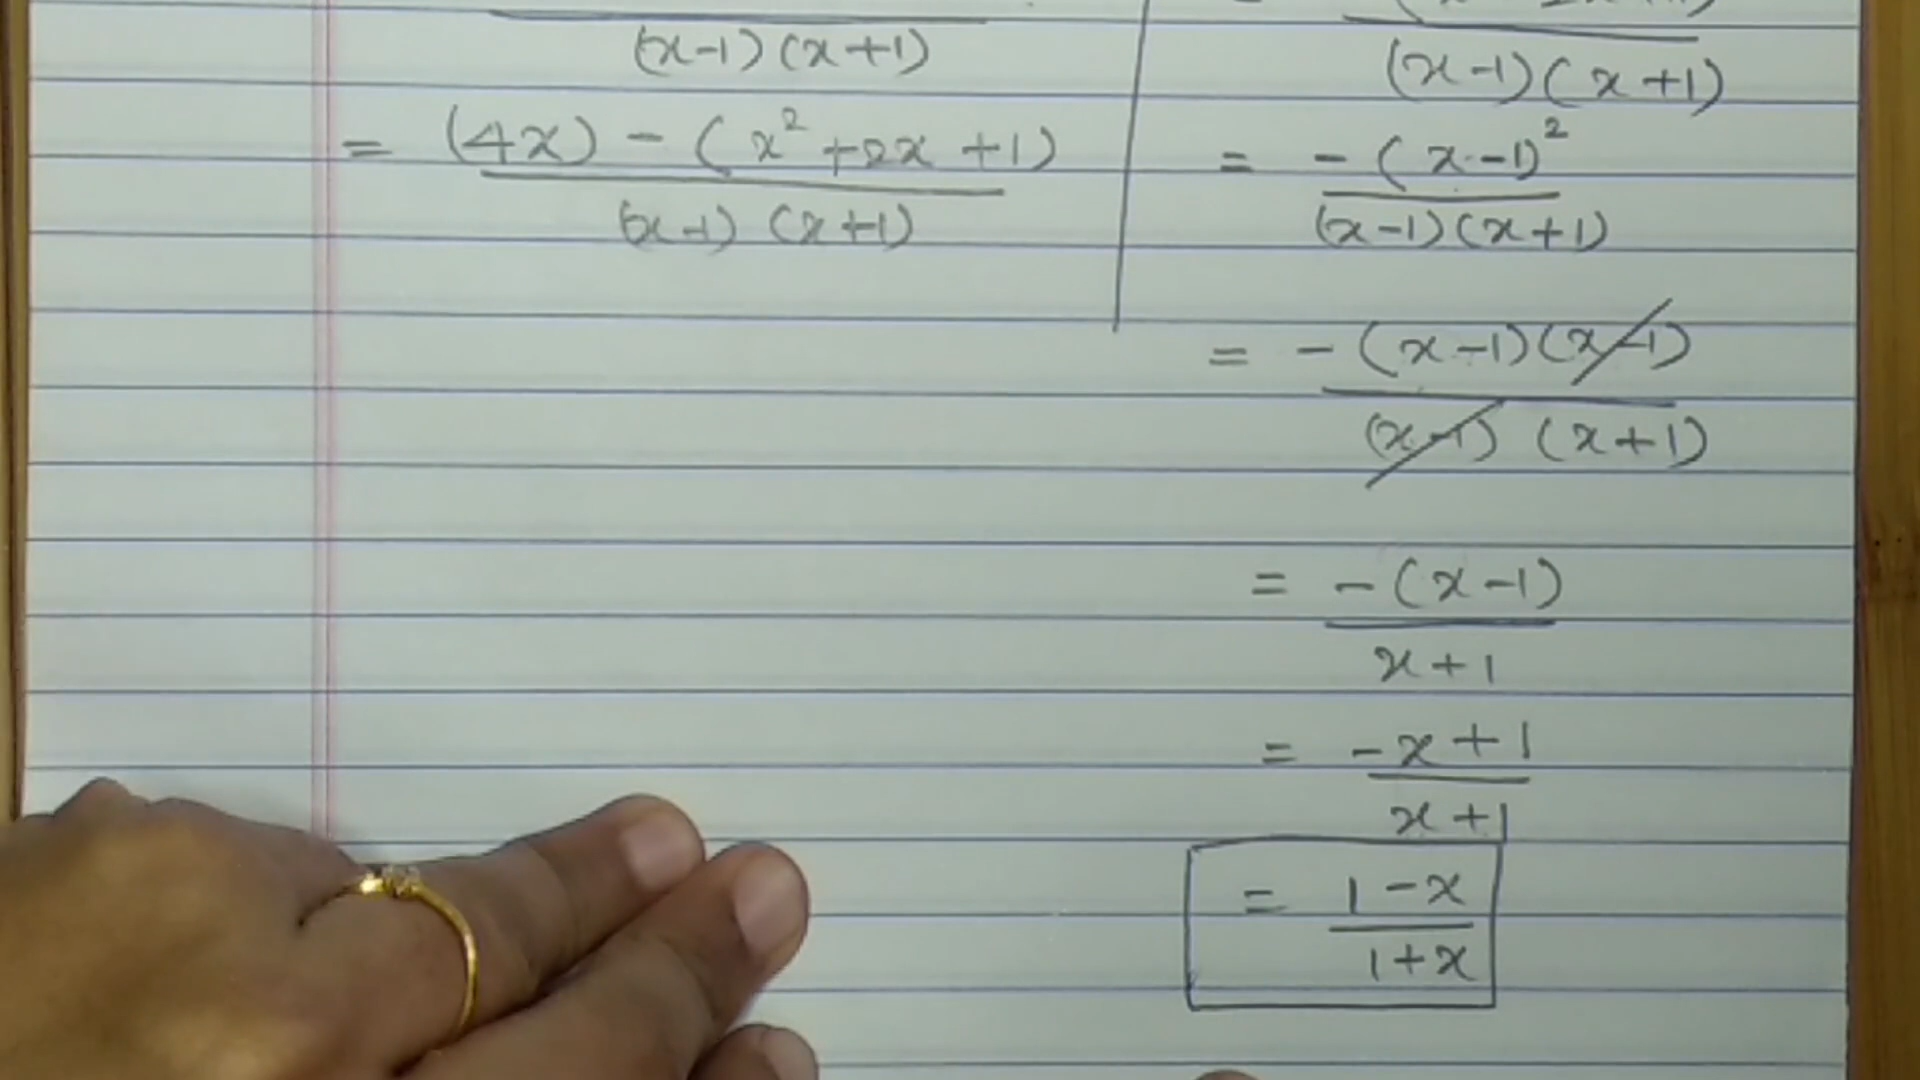 (x-1)(x+1)
= (4x) - (x²+2x+1)
(x-1) (x+1)
(x-1)(x+1)
= -(x-1)²
(x-1)(x+1)
= -(x-1)(x-1)
(x-1) (x+1)
= -(x-1)
x+1
= -x+1
x+1
= 1-x
1+x